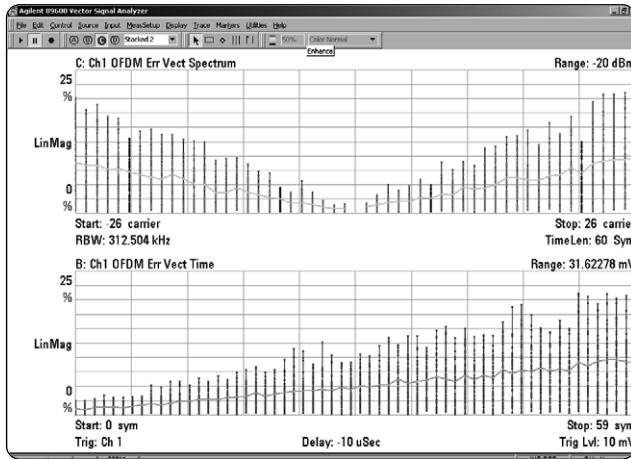 Agilent 89600 Vector Signal Analyzer
File Edit Control Source Input MeasSetup Display Trace Markers Utilities Help
A B C D Stacked 2 50% Color Normal
Enhance
C: Ch1 OFDM Err Vect Spectrum Range: -20 dBm
25
%
LinMag
0
%
Start: -26 carrier Stop: 26 carrie
RBW: 312.504 kHz TimeLen: 60 Sym
B: Ch1 OFDM Err Vect Time Range: 31.62278 mV
25
%
LinMag
0
%
Start: 0 sym Stop: 59 sym
Trig: Ch 1 Delay: -10 uSec Trig Lvl: 10 mV